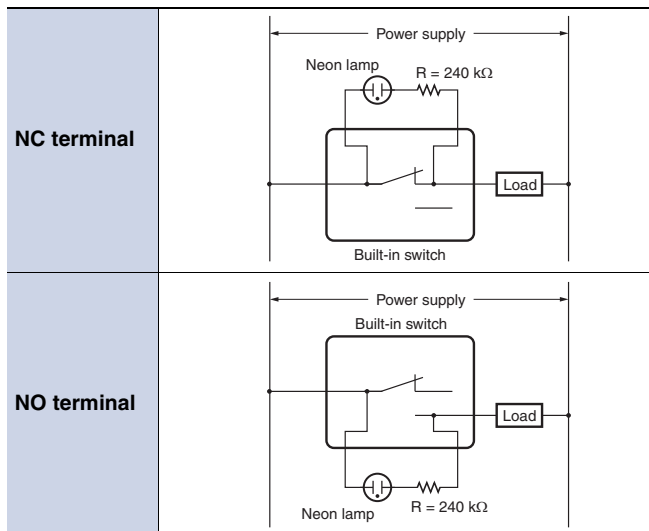 NC terminal
Power supply
Neon lamp
R = 240 kΩ
Load
Built-in switch
NO terminal
Power supply
Built-in switch
Load
Neon lamp
R = 240 kΩ